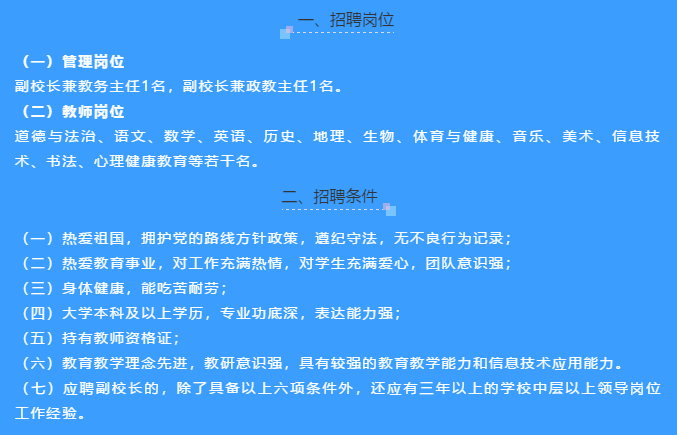 一、招聘岗位
（一）管理岗位
副校长兼教务主任1名，副校长兼政教主任1名。
（二）教师岗位
道德与法治、语文、数学、英语、历史、地理、生物、体育与健康、音乐、美术、信息技
术、书法、心理健康教育等若干名。
二、招聘条件
（一）热爱祖国，拥护党的路线方针政策，遵纪守法，无不良行为记录；
（二）热爱教育事业，对工作充满热情，对学生充满爱心，团队意识强；
（三）身体健康，能吃苦耐劳；
（四）大学本科及以上学历，专业功底深，表达能力强；
（五）持有教师资格证；
（六）教育教学理念先进，教研意识强，具有较强的教育教学能力和信息技术应用能力。
（七）应聘副校长的，除了具备以上六项条件外，还应有三年以上的学校中层以上领导岗位
工作经验。